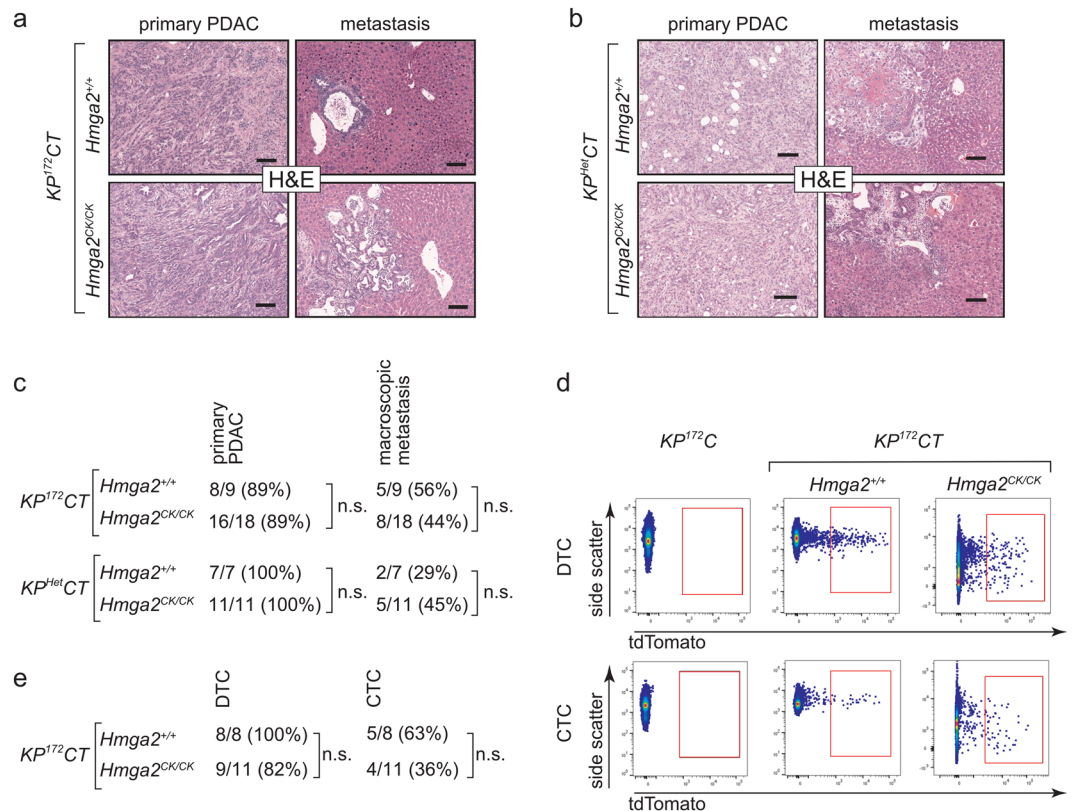 a
primary PDAC metastasis
KP¹⁷²CT
Hmga2⁺/⁺
H&E
Hmga2ᶜᴷ/ᶜᴷ
b
primary PDAC metastasis
KPᴴᵉᵗCT
Hmga2⁺/⁺
H&E
Hmga2ᶜᴷ/ᶜᴷ
c
primary
PDAC
macroscopic
metastasis
KP¹⁷²CT
Hmga2⁺/⁺ 8/9 (89%) n.s. 5/9 (56%) n.s.
Hmga2ᶜᴷ/ᶜᴷ 16/18 (89%) 8/18 (44%)
KPᴴᵉᵗCT
Hmga2⁺/⁺ 7/7 (100%) n.s. 2/7 (29%) n.s.
Hmga2ᶜᴷ/ᶜᴷ 11/11 (100%) 5/11 (45%)
d
KP¹⁷²C KP¹⁷²CT
Hmga2⁺/⁺ Hmga2ᶜᴷ/ᶜᴷ
DTC
side scatter
tdTomato
CTC
side scatter
tdTomato
e
DTC CTC
KP¹⁷²CT
Hmga2⁺/⁺ 8/8 (100%) n.s. 5/8 (63%) n.s.
Hmga2ᶜᴷ/ᶜᴷ 9/11 (82%) 4/11 (36%)